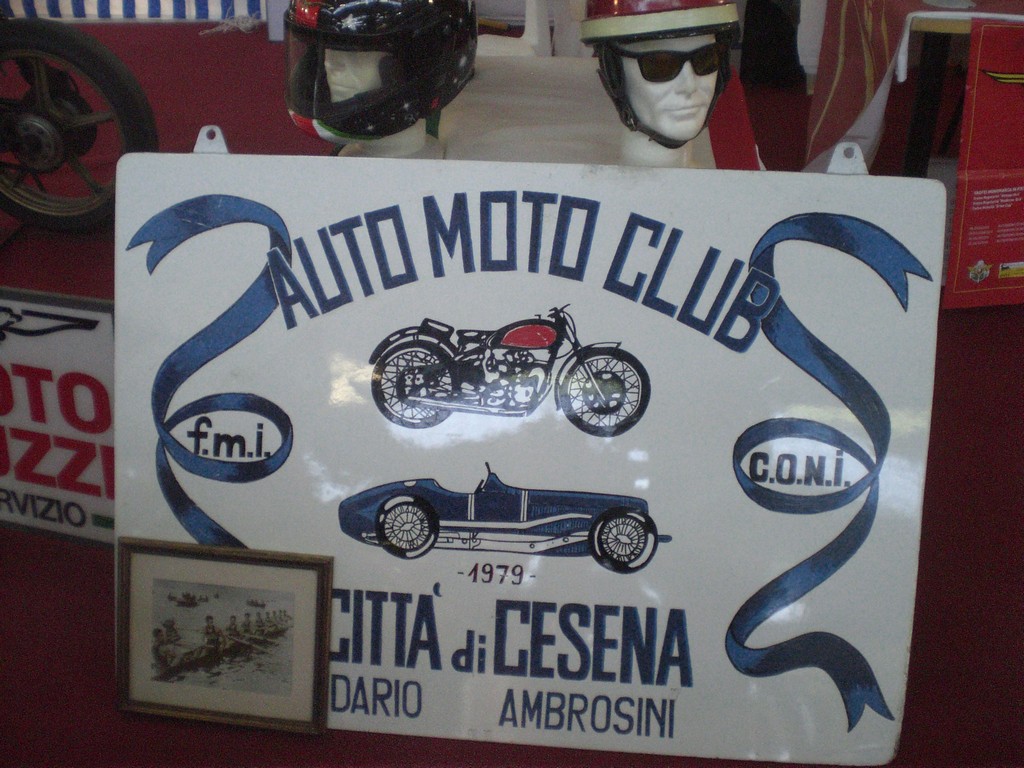 AUTO MOTO CLUB
f.m.i.
C.O.N.i.
-1979-
CITTÀ di CESENA
DARIO AMBROSINI
OTO
UZZI
RVIZIO